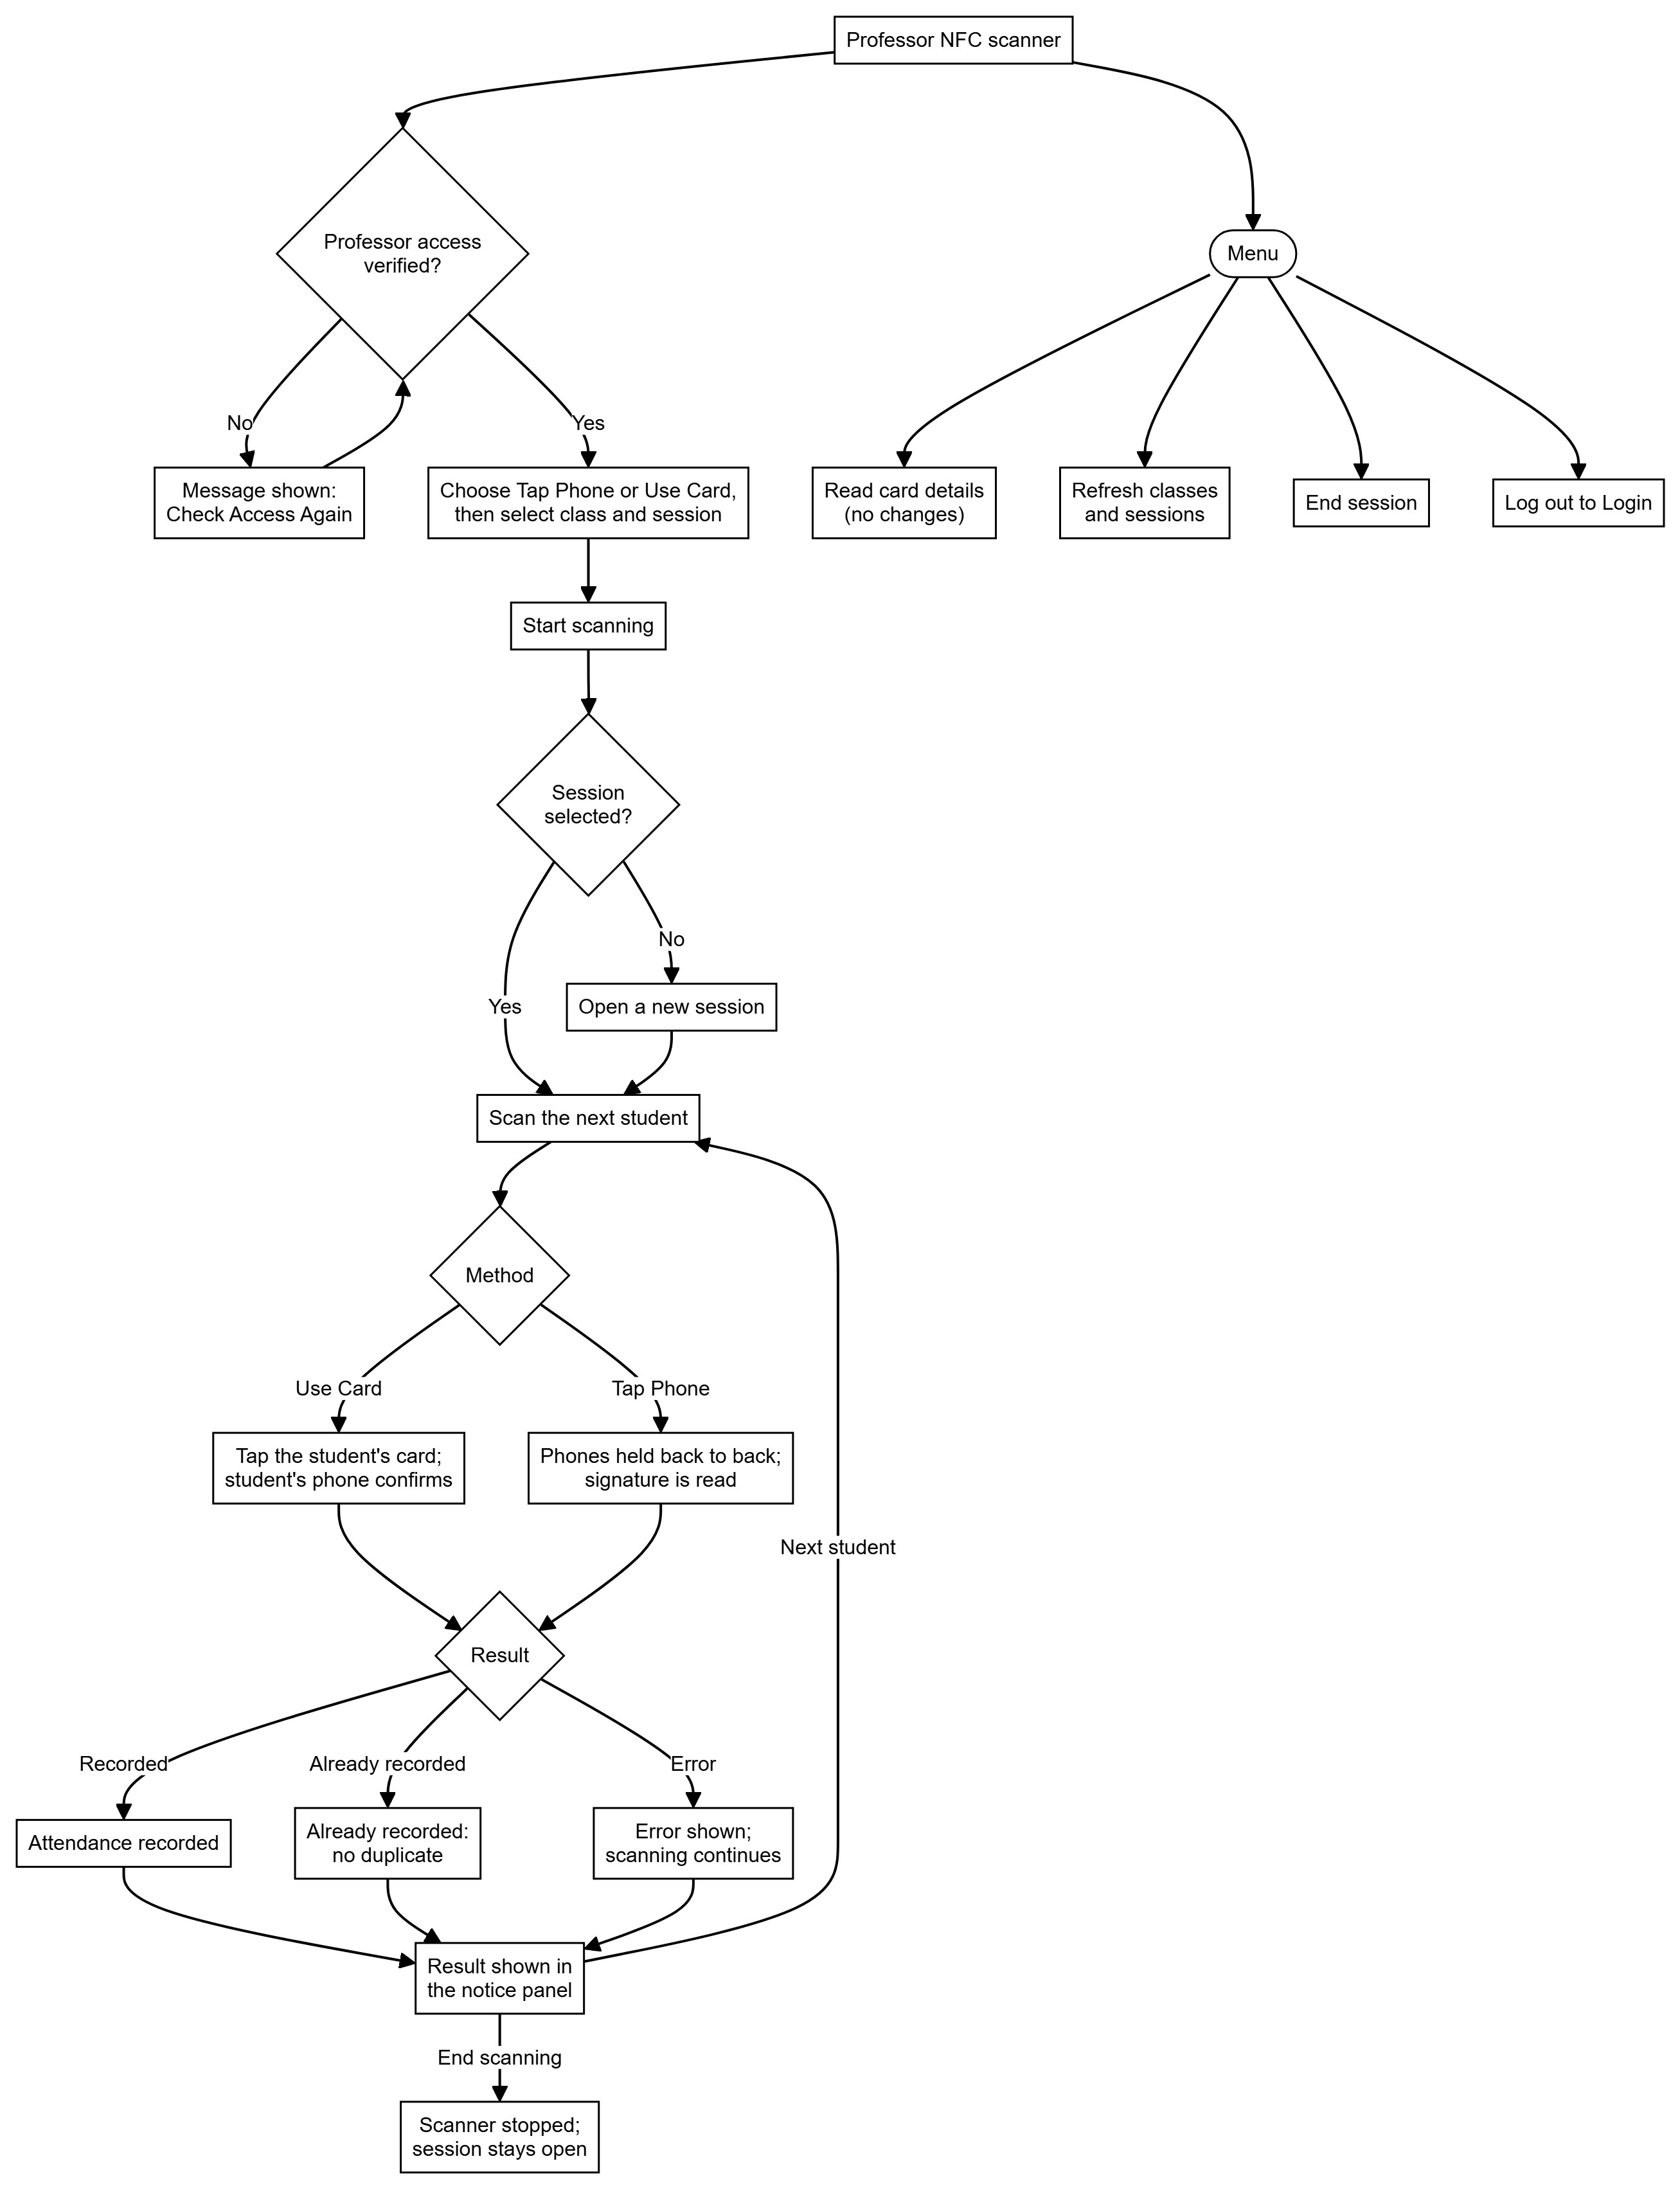 Professor NFC scanner
Professor access
verified?
Menu
No
Yes
Message shown:
Check Access Again
Choose Tap Phone or Use Card,
then select class and session
Read card details
(no changes)
Refresh classes
and sessions
End session
Log out to Login
Start scanning
Session
selected?
No
Yes
Open a new session
Scan the next student
Method
Use Card
Tap Phone
Tap the student's card;
student's phone confirms
Phones held back to back;
signature is read
Next student
Result
Recorded
Already recorded
Error
Attendance recorded
Already recorded:
no duplicate
Error shown;
scanning continues
Result shown in
the notice panel
End scanning
Scanner stopped;
session stays open